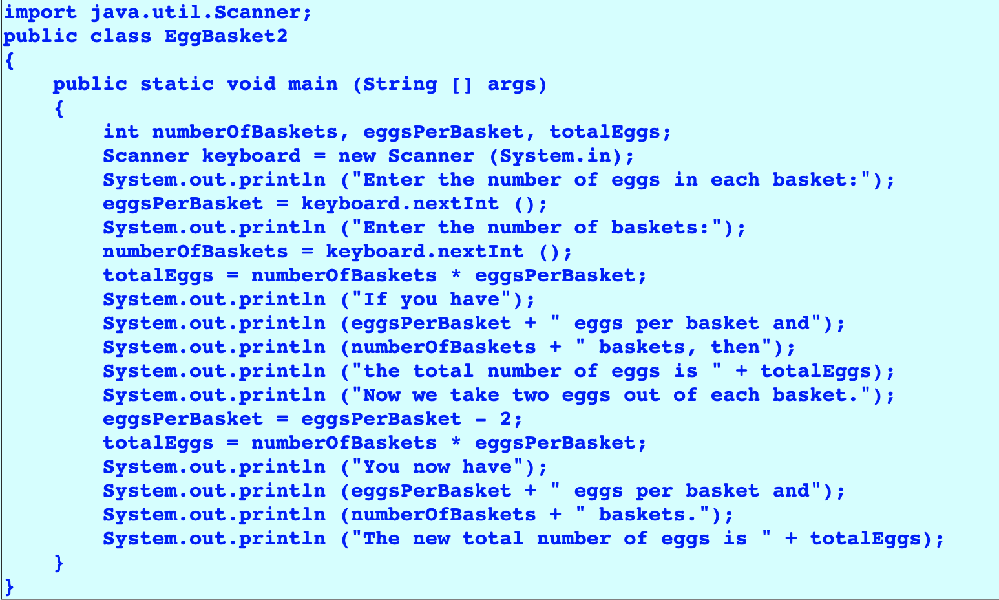 import java.util.Scanner;
public class EggBasket2
{
    public static void main (String [] args)
    {
        int numberOfBaskets, eggsPerBasket, totalEggs;
        Scanner keyboard = new Scanner (System.in);
        System.out.println ("Enter the number of eggs in each basket:");
        eggsPerBasket = keyboard.nextInt ();
        System.out.println ("Enter the number of baskets:");
        numberOfBaskets = keyboard.nextInt ();
        totalEggs = numberOfBaskets * eggsPerBasket;
        System.out.println ("If you have");
        System.out.println (eggsPerBasket + " eggs per basket and");
        System.out.println (numberOfBaskets + " baskets, then");
        System.out.println ("the total number of eggs is " + totalEggs);
        System.out.println ("Now we take two eggs out of each basket.");
        eggsPerBasket = eggsPerBasket - 2;
        totalEggs = numberOfBaskets * eggsPerBasket;
        System.out.println ("You now have");
        System.out.println (eggsPerBasket + " eggs per basket and");
        System.out.println (numberOfBaskets + " baskets.");
        System.out.println ("The new total number of eggs is " + totalEggs);
    }
}